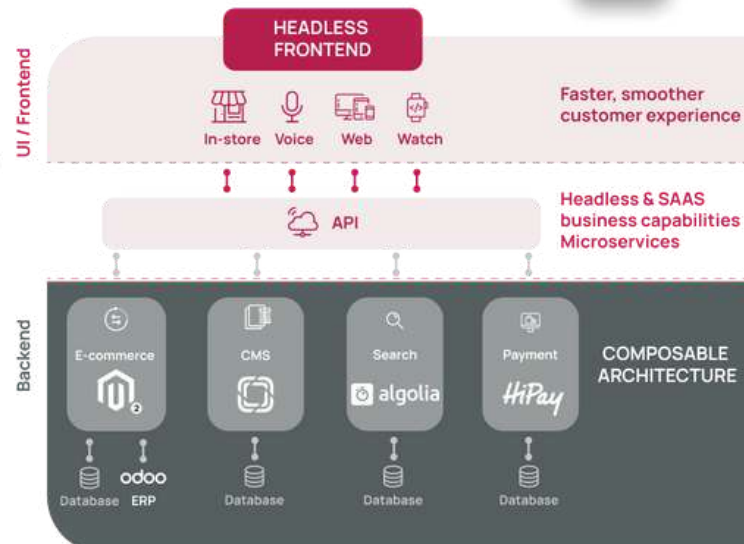 HEADLESS
FRONTEND
UI / Frontend
In-store Voice Web Watch
Faster, smoother
customer experience
API
Headless & SAAS
business capabilities
Microservices
Backend
E-commerce
2
CMS
Search
algolia
Payment
HiPay
COMPOSABLE
ARCHITECTURE
Database
odoo
ERP
Database
Database
Database